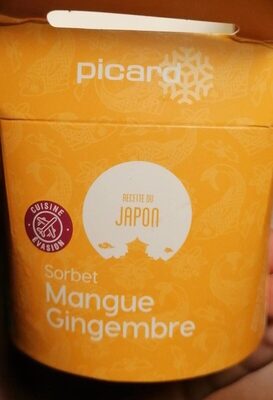 picard
RECETTE DU
JAPON
CUISINE
ÉVASION
Sorbet
Mangue
Gingembre